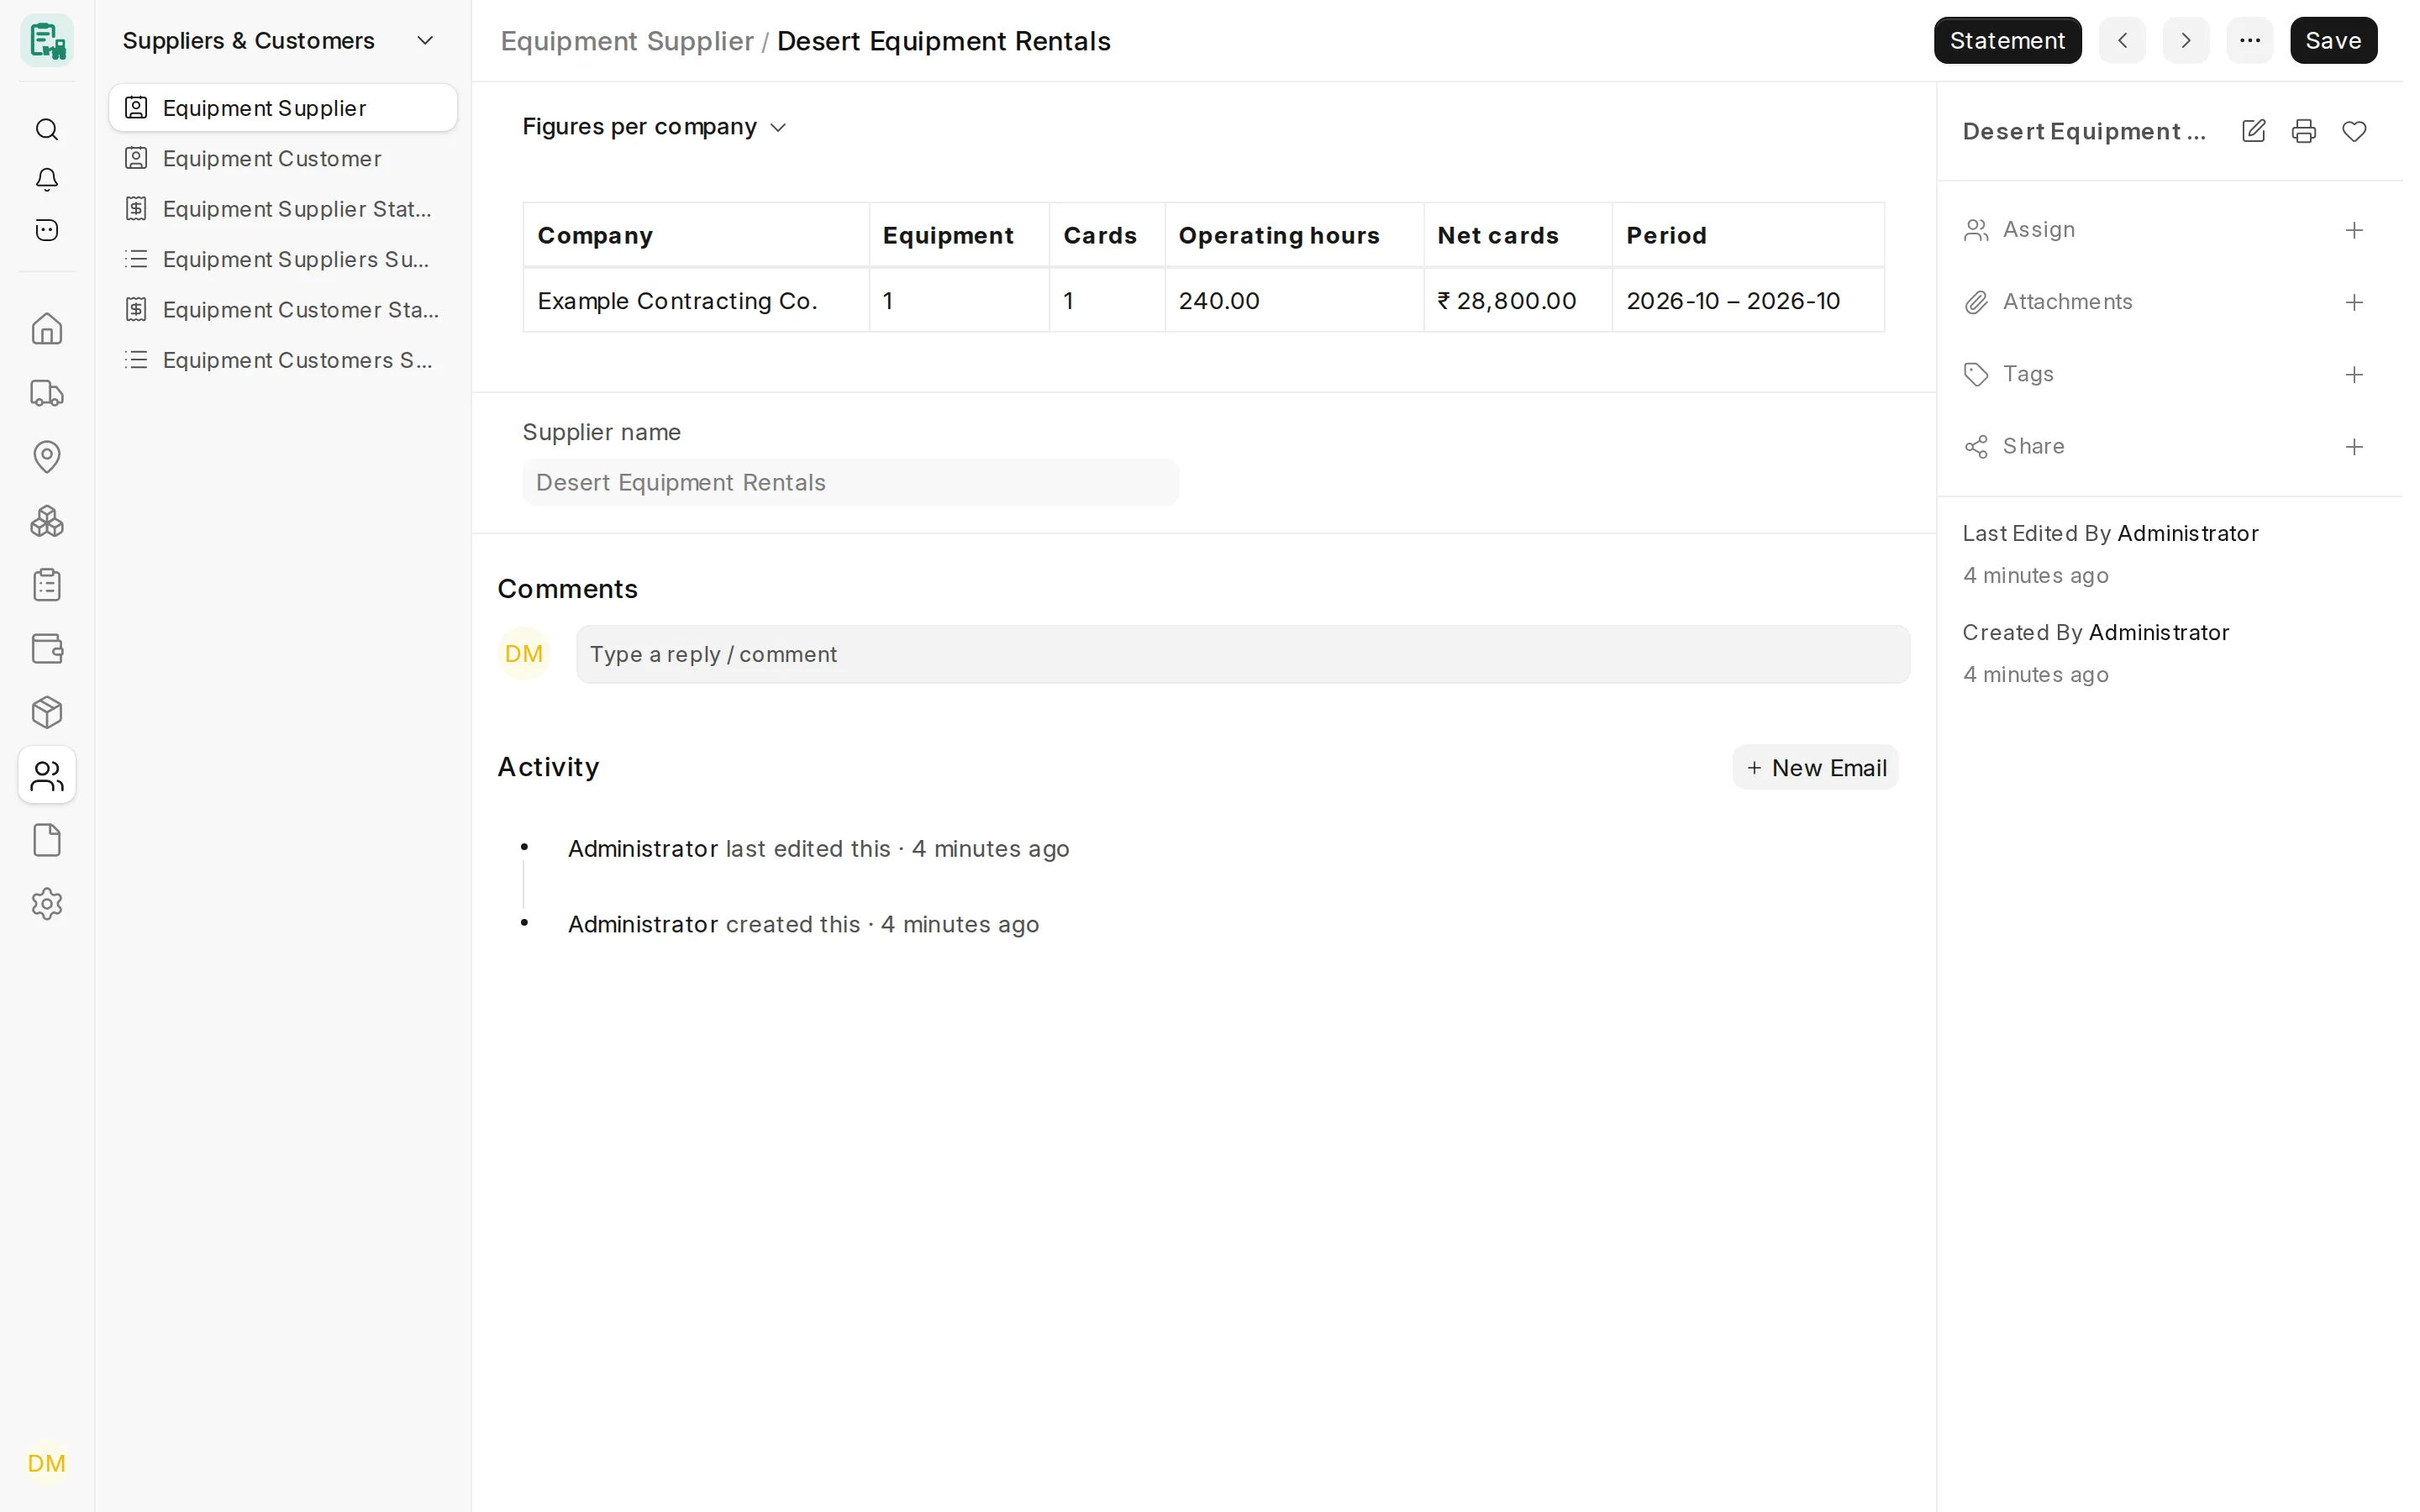 Suppliers & Customers
Equipment Supplier
Equipment Customer
Equipment Supplier Stat...
Equipment Suppliers Su...
Equipment Customer Sta...
Equipment Customers S...
DM
Equipment Supplier / Desert Equipment Rentals
Statement
Save
Figures per company
Company Equipment Cards Operating hours Net cards Period
Example Contracting Co. 1 1 240.00 ₹ 28,800.00 2026-10 – 2026-10
Supplier name
Desert Equipment Rentals
Comments
DM
Type a reply / comment
Activity
+ New Email
Administrator last edited this · 4 minutes ago
Administrator created this · 4 minutes ago
Desert Equipment ...
Assign
Attachments
Tags
Share
Last Edited By Administrator
4 minutes ago
Created By Administrator
4 minutes ago